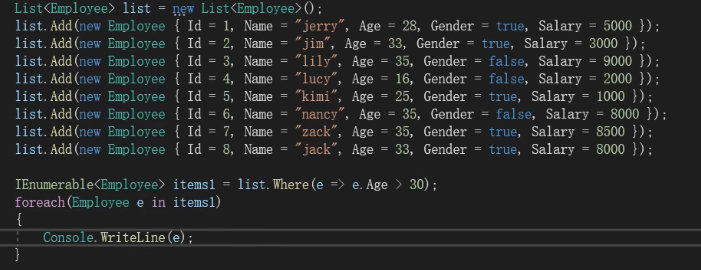 List<Employee> list = new List<Employee>();
list.Add(new Employee { Id = 1, Name = "jerry", Age = 28, Gender = true, Salary = 5000 });
list.Add(new Employee { Id = 2, Name = "jim", Age = 33, Gender = true, Salary = 3000 });
list.Add(new Employee { Id = 3, Name = "lily", Age = 35, Gender = false, Salary = 9000 });
list.Add(new Employee { Id = 4, Name = "lucy", Age = 16, Gender = false, Salary = 2000 });
list.Add(new Employee { Id = 5, Name = "kimi", Age = 25, Gender = true, Salary = 1000 });
list.Add(new Employee { Id = 6, Name = "nancy", Age = 35, Gender = false, Salary = 8000 });
list.Add(new Employee { Id = 7, Name = "zack", Age = 35, Gender = true, Salary = 8500 });
list.Add(new Employee { Id = 8, Name = "jack", Age = 33, Gender = true, Salary = 8000 });
IEnumerable<Employee> items1 = list.Where(e => e.Age > 30);
foreach(Employee e in items1)
{
Console.WriteLine(e);
}